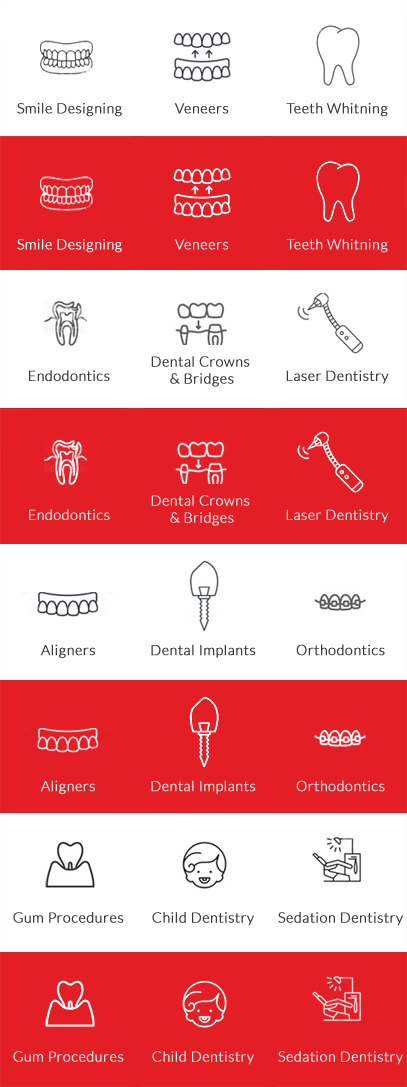 Smile Designing Veneers Teeth Whitning
Smile Designing Veneers Teeth Whitning
Endodontics Dental Crowns
& Bridges Laser Dentistry
Endodontics Dental Crowns
& Bridges Laser Dentistry
Aligners Dental Implants Orthodontics
Aligners Dental Implants Orthodontics
Gum Procedures Child Dentistry Sedation Dentistry
Gum Procedures Child Dentistry Sedation Dentistry